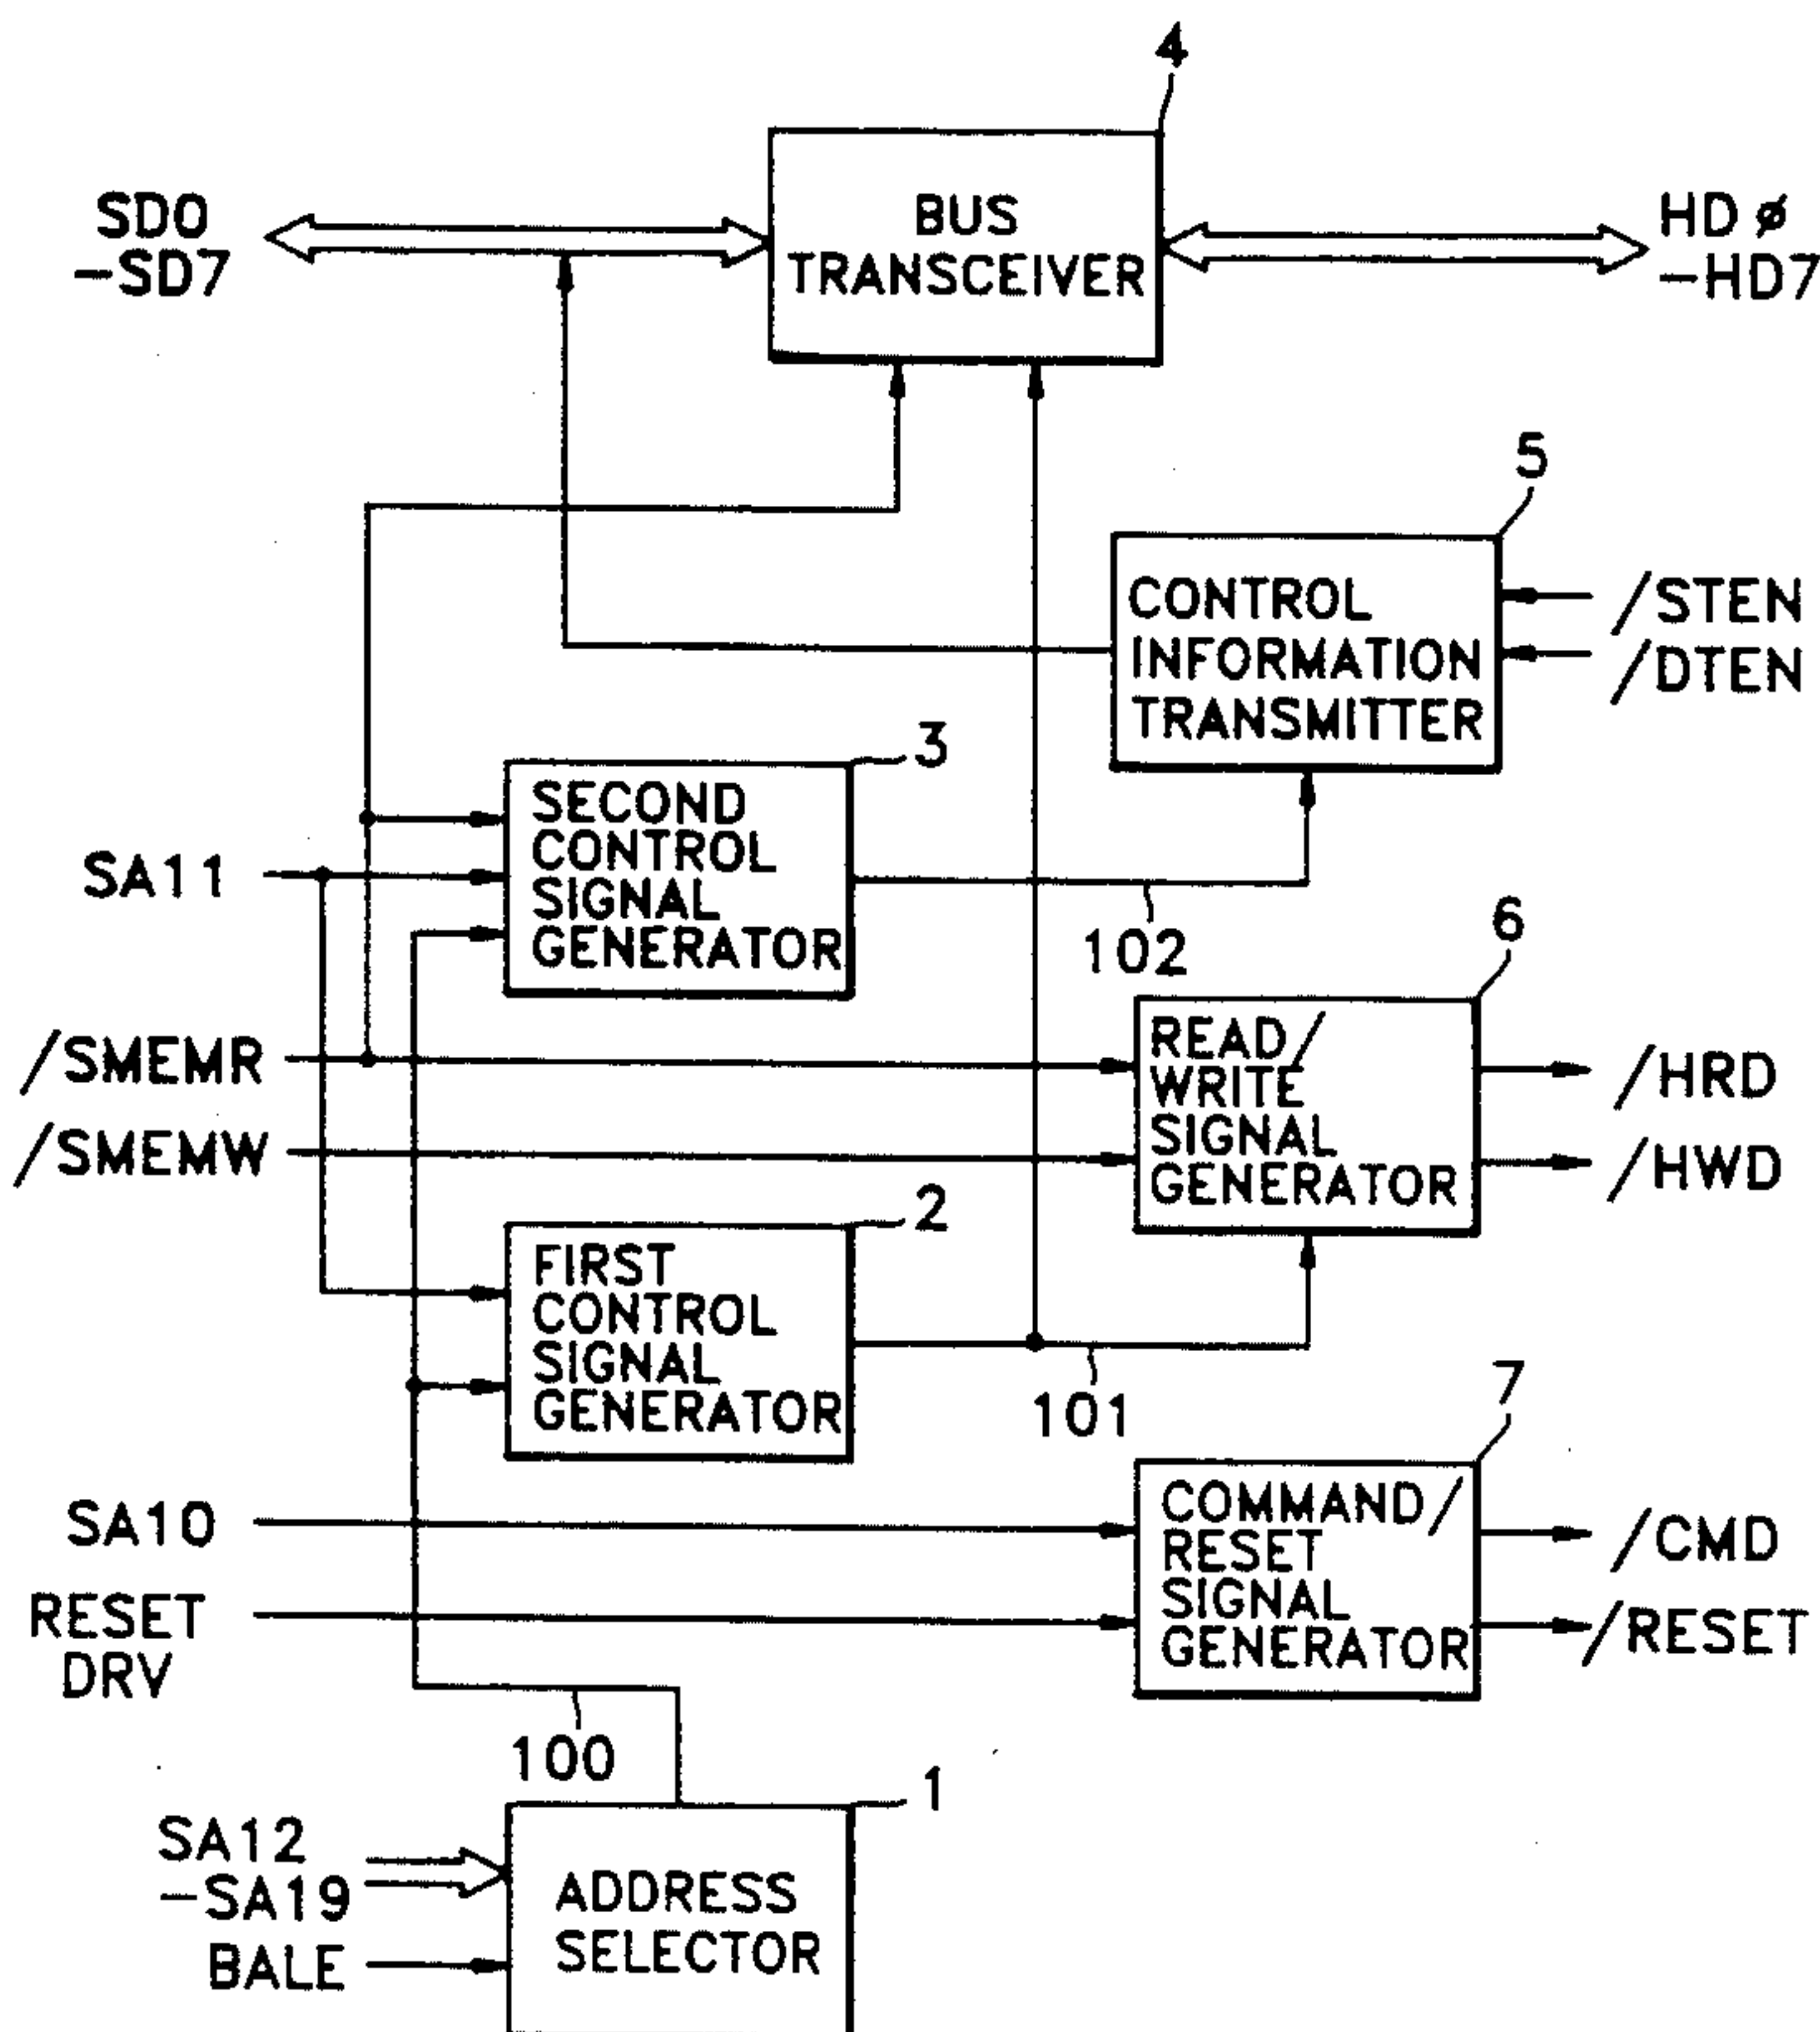 4
SD0
-SD7
BUS
TRANSCEIVER
HDø
-HD7
5
CONTROL
INFORMATION
TRANSMITTER
/STEN
/DTEN
3
SECOND
CONTROL
SIGNAL
GENERATOR
SA11
102
6
/SMEMR
/SMEMW
READ/
WRITE
SIGNAL
GENERATOR
/HRD
/HWD
2
FIRST
CONTROL
SIGNAL
GENERATOR
101
7
SA10
RESET
DRV
COMMAND/
RESET
SIGNAL
GENERATOR
/CMD
/RESET
100
1
SA12
-SA19
BALE
ADDRESS
SELECTOR